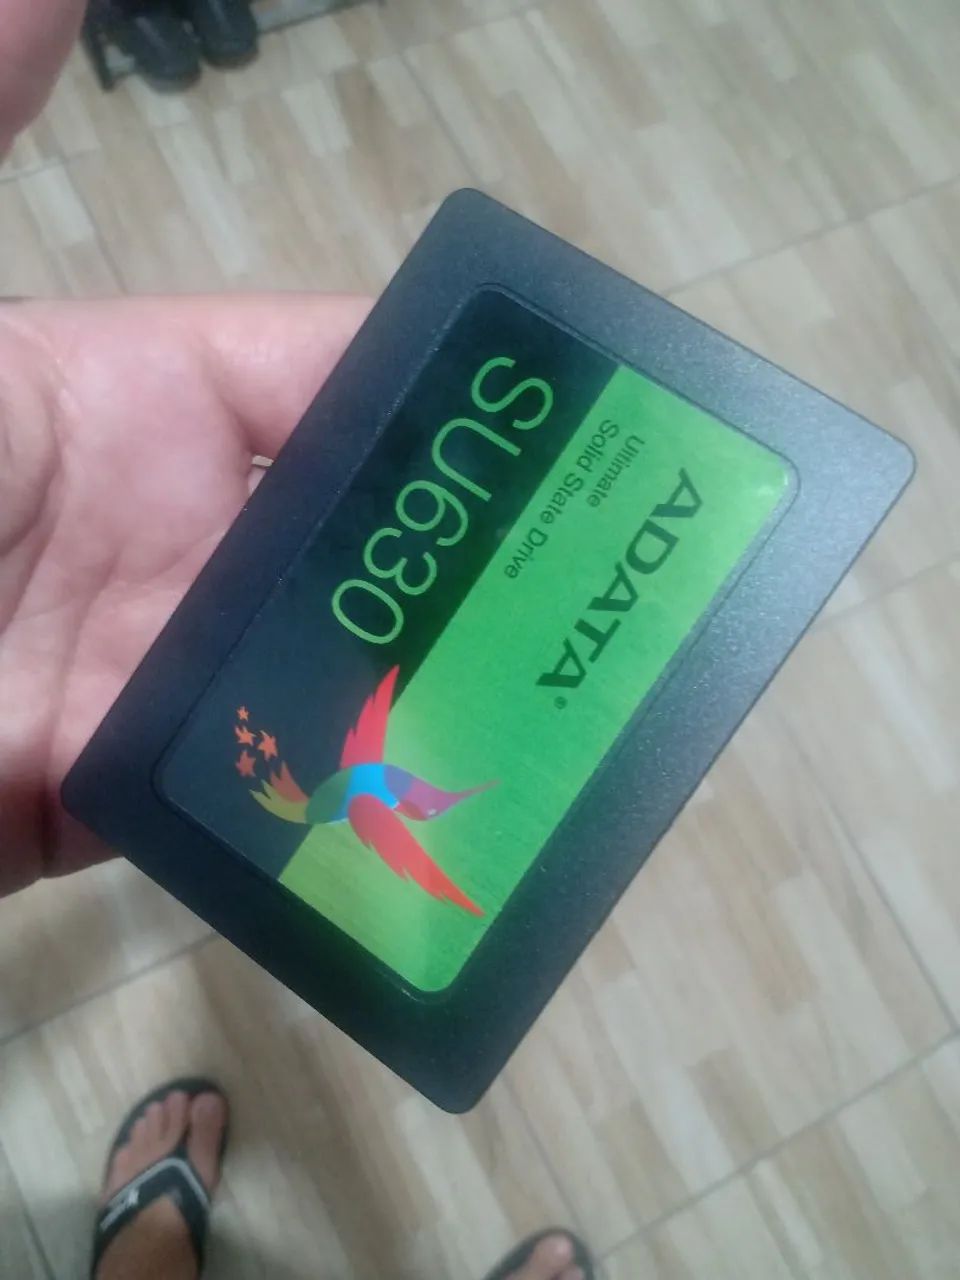 ADATA®
Ultimate
Solid State Drive
SU630